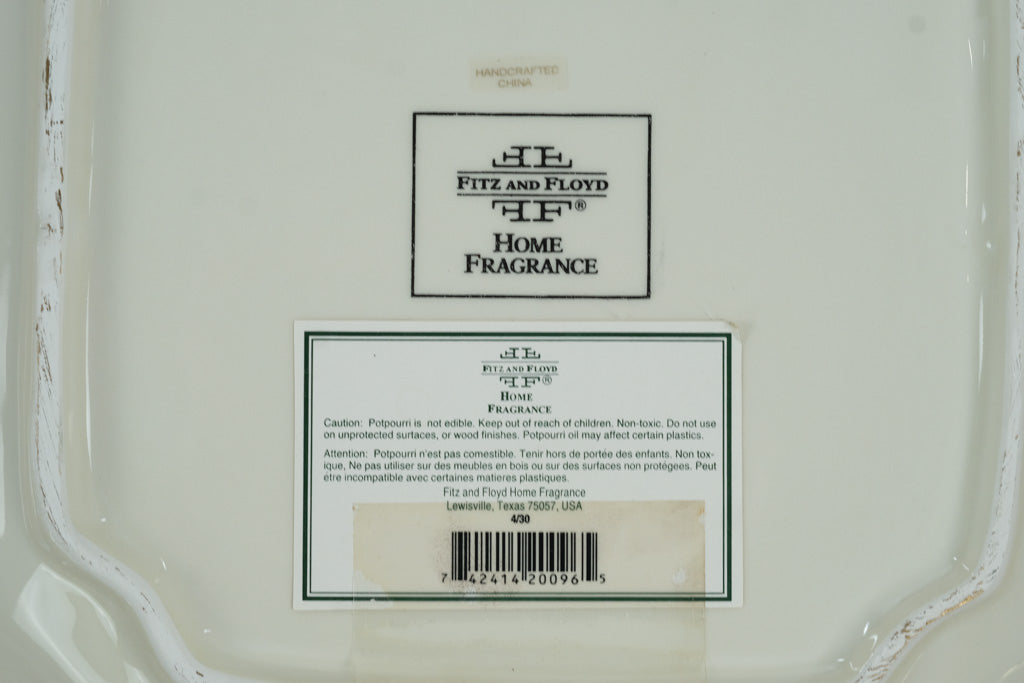 HANDCRAFTED
CHINA
FITZ AND FLOYD
FF®
HOME
FRAGRANCE
FITZ AND FLOYD
FF®
HOME
FRAGRANCE
Caution: Potpourri is not edible. Keep out of reach of children. Non-toxic. Do not use
on unprotected surfaces, or wood finishes. Potpourri oil may affect certain plastics.
Attention: Potpourri n'est pas comestible. Tenir hors de portée des enfants. Non tox-
ique, Ne pas utiliser sur des meubles en bois ou sur des surfaces non protégees. Peut
étre incompatible avec certaines matieres plastiques.
Fitz and Floyd Home Fragrance
Lewisville, Texas 75057, USA
4/30
7 42414 20096 5